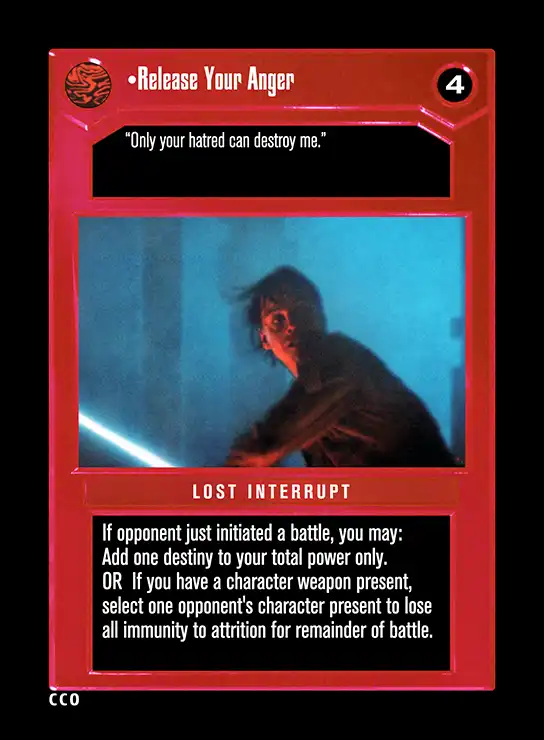 •Release Your Anger
4
“Only your hatred can destroy me.”
LOST INTERRUPT
If opponent just initiated a battle, you may:
Add one destiny to your total power only.
OR If you have a character weapon present,
select one opponent's character present to lose
all immunity to attrition for remainder of battle.
CCO